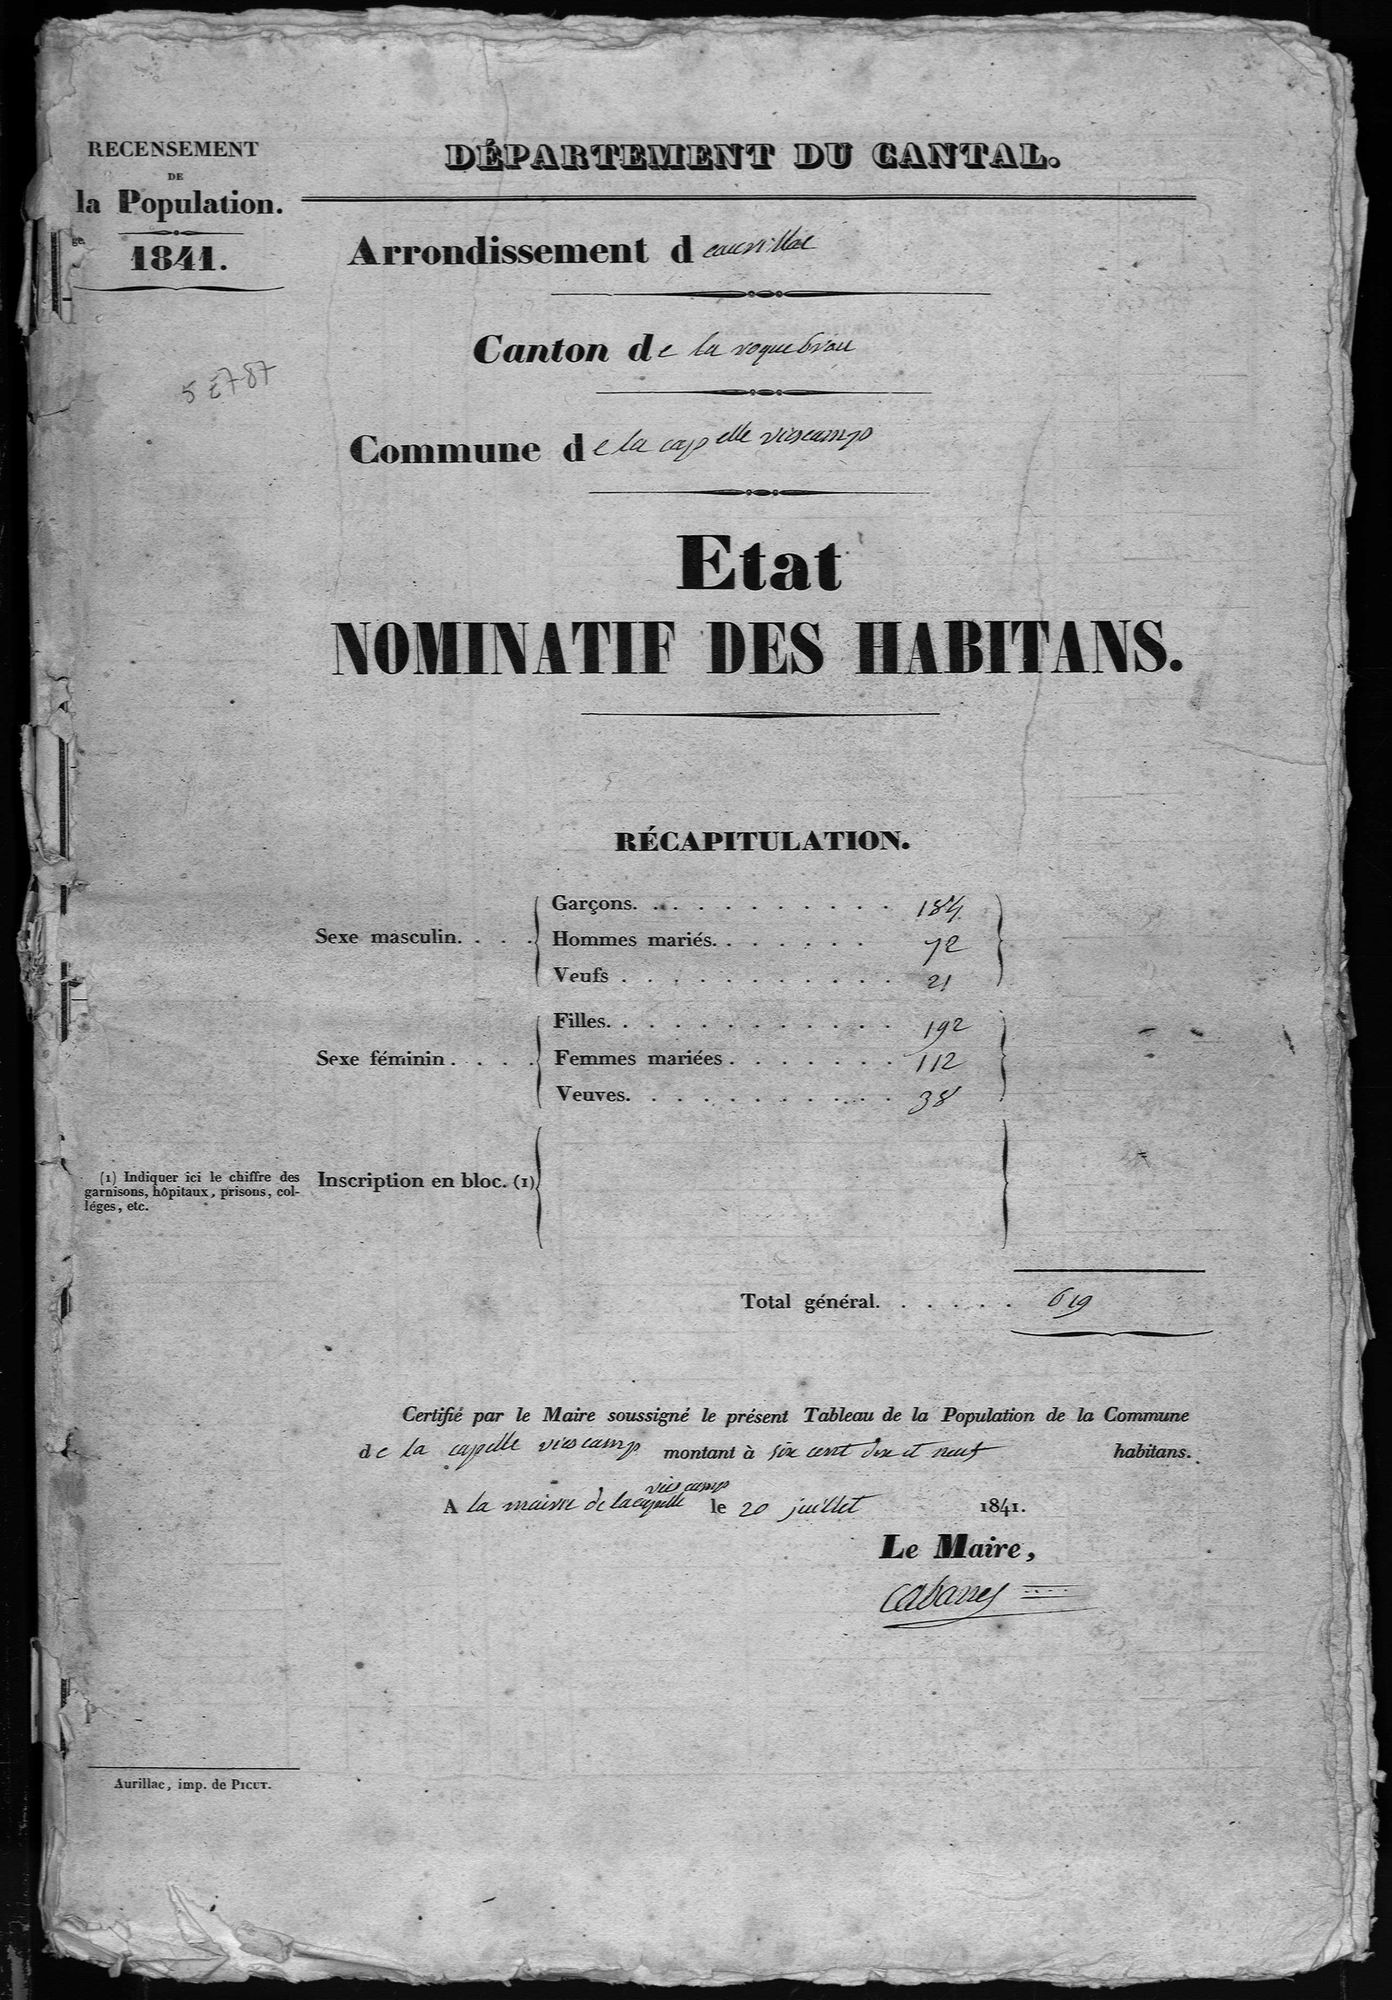 RECENSEMENT
DE
la Population.
1841.
5 E 787
DÉPARTEMENT DU CANTAL.
Arrondissement d eaurillac
Canton de la roquebrou
Commune de la capelle viescamp
Etat
NOMINATIF DES HABITANS.
RÉCAPITULATION.
Sexe masculin. . . .
Garçons. . . . . . . . . . . 184
Hommes mariés. . . . . . . 72
Veufs . . . . . . . . . . . 21
Sexe féminin . . . .
Filles. . . . . . . . . . . . 192
Femmes mariées . . . . . . . 112
Veuves. . . . . . . . . . . 38
(1) Indiquer ici le chiffre des
garnisons, hôpitaux, prisons, col-
léges, etc.
Inscription en bloc. (1)
Total général. . . . . . 619
Certifié par le Maire soussigné le présent Tableau de la Population de la Commune
de la capelle viescamp montant à six cent dix et neuf habitans.
A la mairie de lacapelle viescamp le 20 juillet 1841.
Le Maire,
Cabanes
Aurillac, imp. de PICUT.